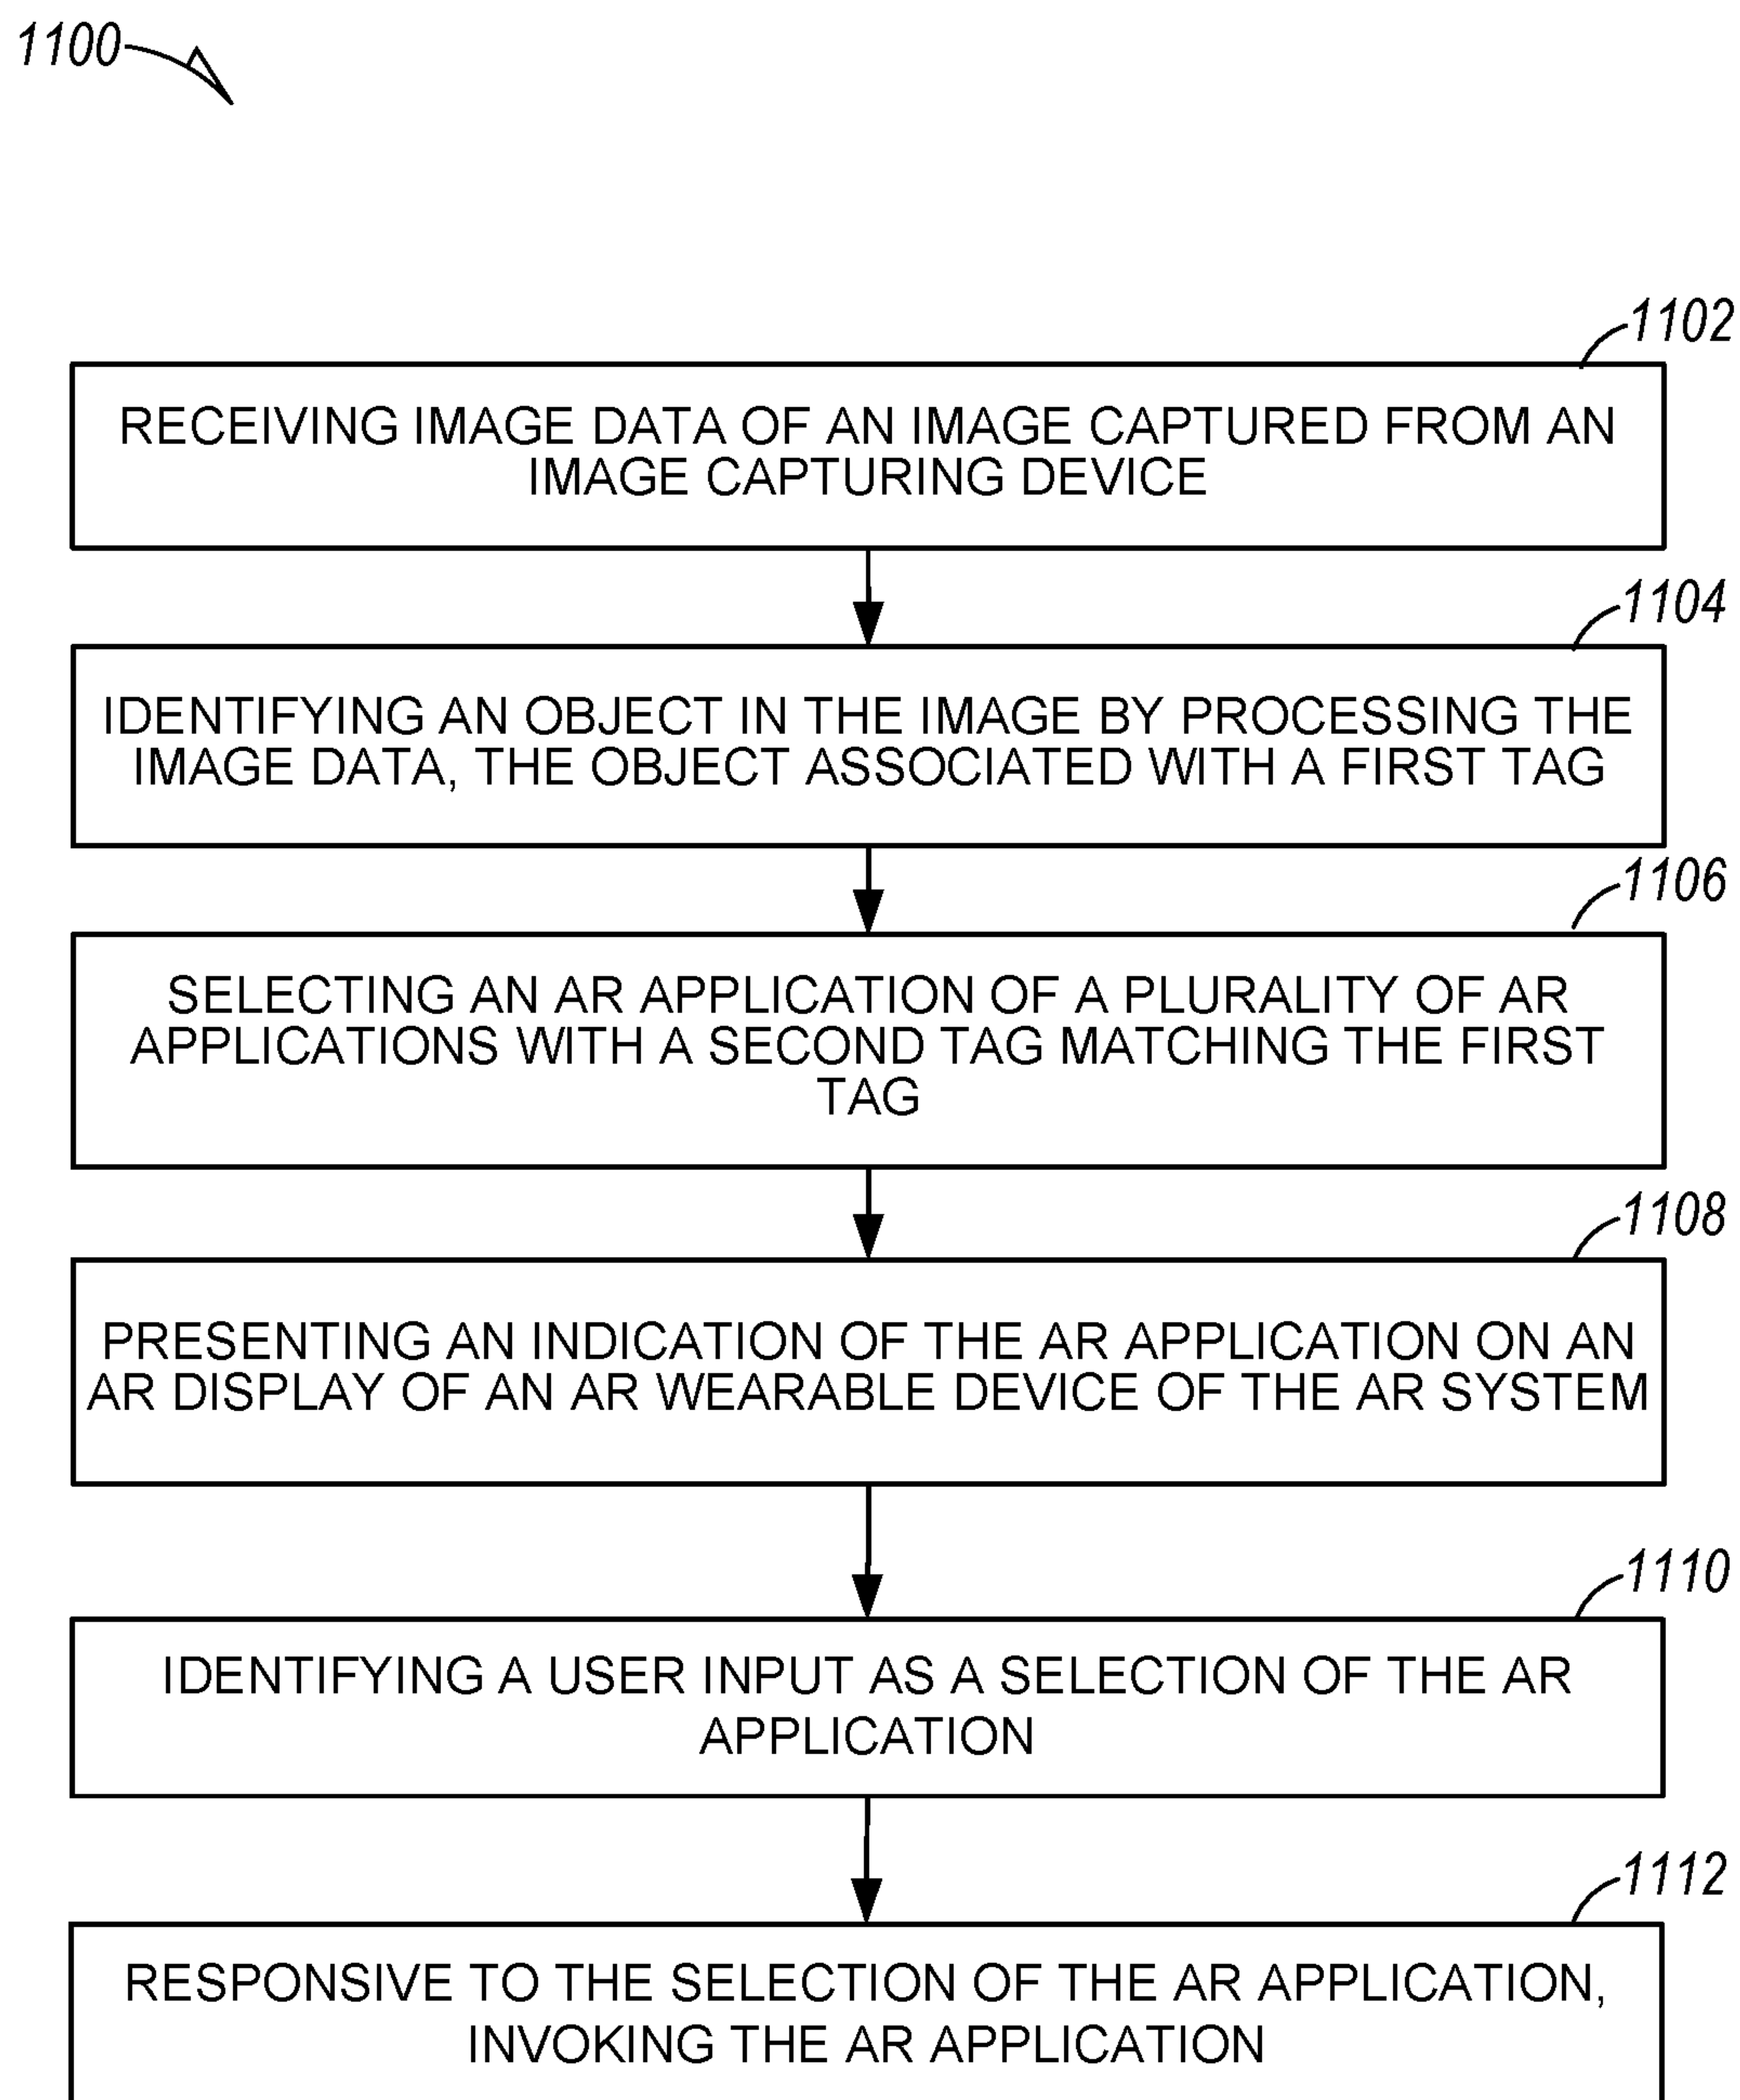 1100
1102
RECEIVING IMAGE DATA OF AN IMAGE CAPTURED FROM AN
IMAGE CAPTURING DEVICE
1104
IDENTIFYING AN OBJECT IN THE IMAGE BY PROCESSING THE
IMAGE DATA, THE OBJECT ASSOCIATED WITH A FIRST TAG
1106
SELECTING AN AR APPLICATION OF A PLURALITY OF AR
APPLICATIONS WITH A SECOND TAG MATCHING THE FIRST
TAG
1108
PRESENTING AN INDICATION OF THE AR APPLICATION ON AN
AR DISPLAY OF AN AR WEARABLE DEVICE OF THE AR SYSTEM
1110
IDENTIFYING A USER INPUT AS A SELECTION OF THE AR
APPLICATION
1112
RESPONSIVE TO THE SELECTION OF THE AR APPLICATION,
INVOKING THE AR APPLICATION